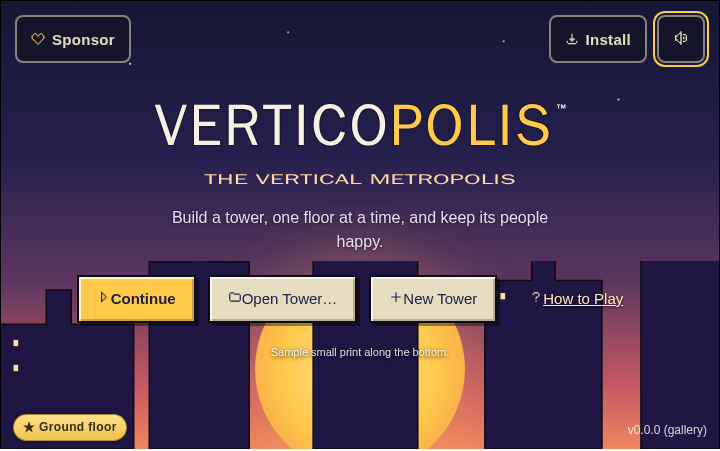 Sponsor
Install
VERTICOPOLIS™
THE VERTICAL METROPOLIS
Build a tower, one floor at a time, and keep its people
happy.
Continue
Open Tower…
New Tower
? How to Play
Sample small print along the bottom.
★ Ground floor
v0.0.0 (gallery)